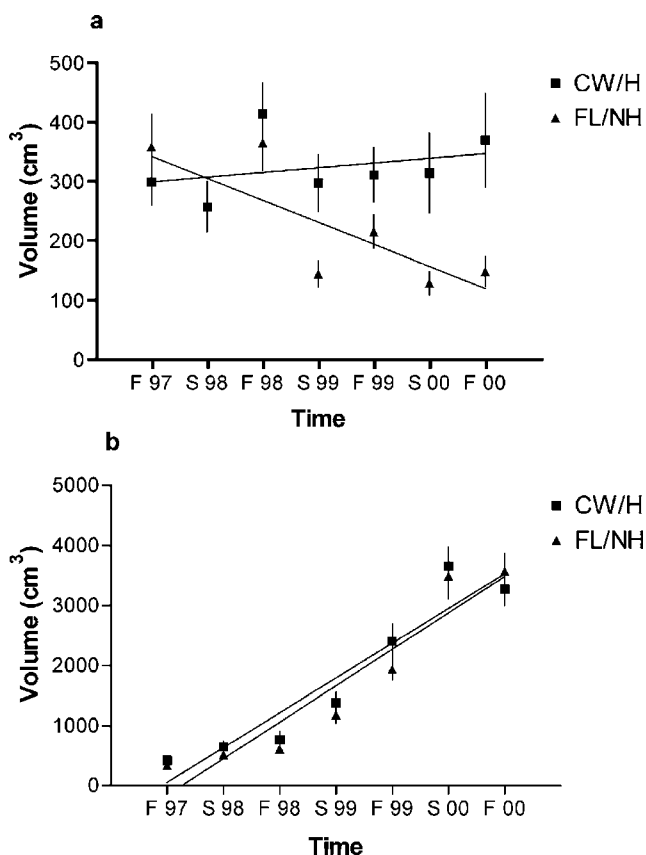 a
500
400
300
200
100
0
Volume (cm³)
CW/H
FL/NH
F 97 S 98 F 98 S 99 F 99 S 00 F 00
Time
b
5000
4000
3000
2000
1000
0
Volume (cm³)
CW/H
FL/NH
F 97 S 98 F 98 S 99 F 99 S 00 F 00
Time